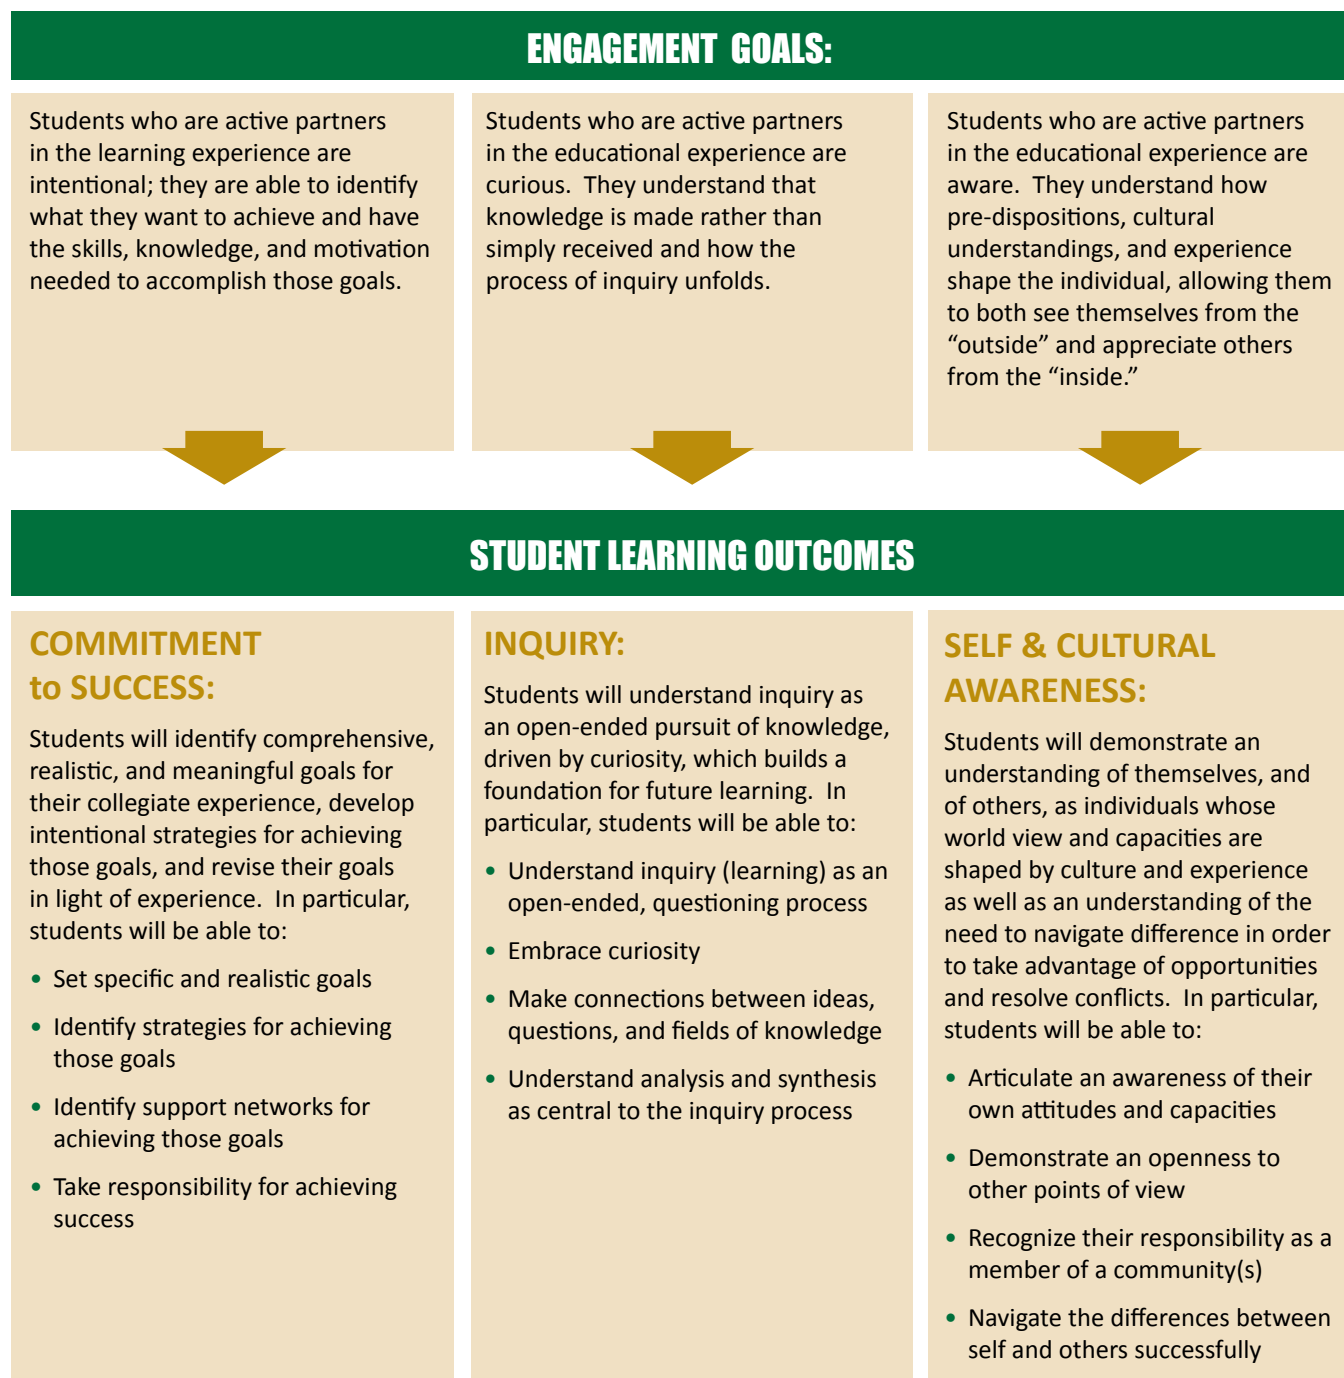 ENGAGEMENT GOALS:
Students who are active partners
in the learning experience are
intentional; they are able to identify
what they want to achieve and have
the skills, knowledge, and motivation
needed to accomplish those goals.
Students who are active partners
in the educational experience are
curious.  They understand that
knowledge is made rather than
simply received and how the
process of inquiry unfolds.
Students who are active partners
in the educational experience are
aware.  They understand how
pre-dispositions, cultural
understandings, and experience
shape the individual, allowing them
to both see themselves from the
“outside” and appreciate others
from the “inside.”
STUDENT LEARNING OUTCOMES
COMMITMENT
to SUCCESS:
Students will identify comprehensive,
realistic, and meaningful goals for
their collegiate experience, develop
intentional strategies for achieving
those goals, and revise their goals
in light of experience.  In particular,
students will be able to:
• Set specific and realistic goals
• Identify strategies for achieving
those goals
• Identify support networks for
achieving those goals
• Take responsibility for achieving
success
INQUIRY:
Students will understand inquiry as
an open-ended pursuit of knowledge,
driven by curiosity, which builds a
foundation for future learning.  In
particular, students will be able to:
• Understand inquiry (learning) as an
open-ended, questioning process
• Embrace curiosity
• Make connections between ideas,
questions, and fields of knowledge
• Understand analysis and synthesis
as central to the inquiry process
SELF & CULTURAL
AWARENESS:
Students will demonstrate an
understanding of themselves, and
of others, as individuals whose
world view and capacities are
shaped by culture and experience
as well as an understanding of the
need to navigate difference in order
to take advantage of opportunities
and resolve conflicts.  In particular,
students will be able to:
• Articulate an awareness of their
own attitudes and capacities
• Demonstrate an openness to
other points of view
• Recognize their responsibility as a
member of a community(s)
• Navigate the differences between
self and others successfully